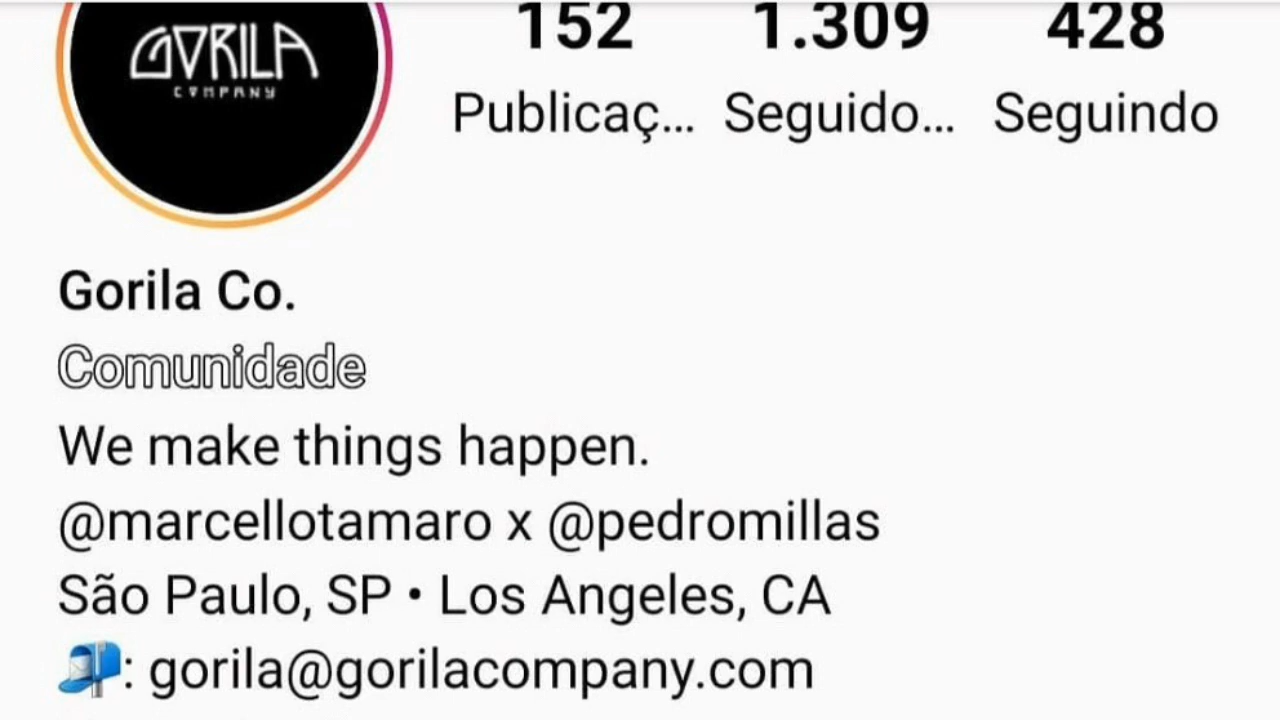 GORILA
COMPANY
152 1.309 428
Publicaç... Seguido... Seguindo
Gorila Co.
Comunidade
We make things happen.
@marcellotamaro x @pedromillas
São Paulo, SP • Los Angeles, CA
📬: gorila@gorilacompany.com